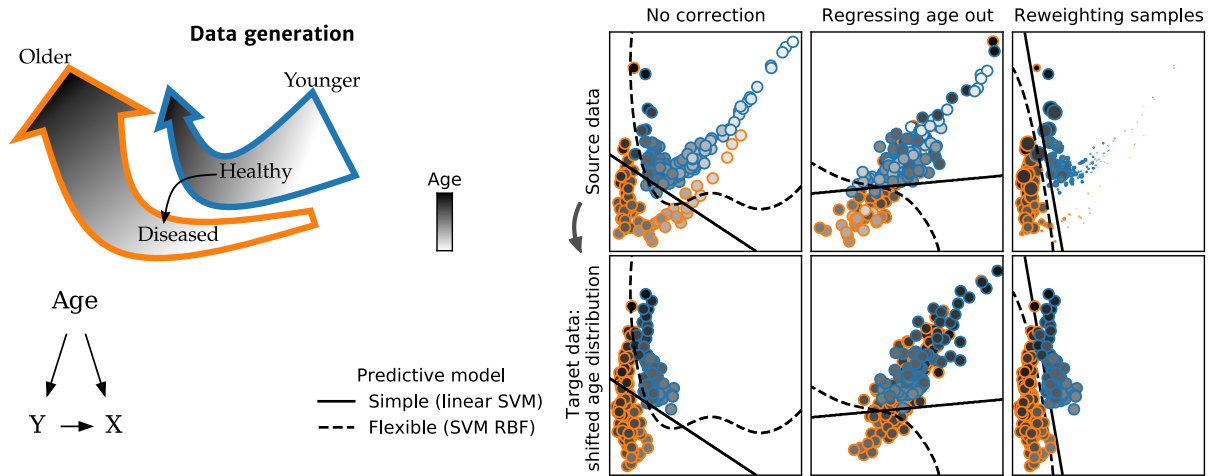 Data generation
Older
Younger
Healthy
Diseased
Age
Age
Y
X
Predictive model
Simple (linear SVM)
Flexible (SVM RBF)
No correction
Regressing age out
Reweighting samples
Source data
Target data:
shifted age distribution